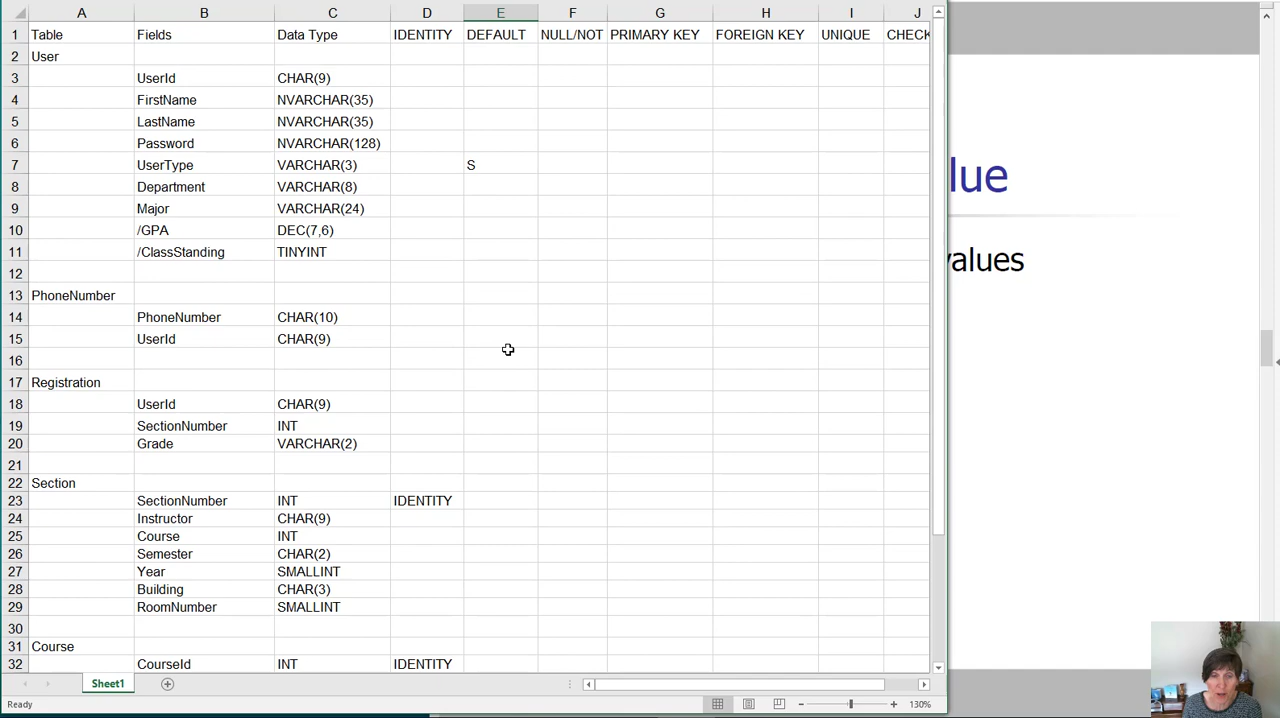 A B C D E F G H I J
1 Table Fields Data Type IDENTITY DEFAULT NULL/NOT PRIMARY KEY FOREIGN KEY UNIQUE CHECK
2 User
3 UserId CHAR(9)
4 FirstName NVARCHAR(35)
5 LastName NVARCHAR(35)
6 Password NVARCHAR(128)
7 UserType VARCHAR(3) S
8 Department VARCHAR(8)
9 Major VARCHAR(24)
10 /GPA DEC(7,6)
11 /ClassStanding TINYINT
12
13 PhoneNumber
14 PhoneNumber CHAR(10)
15 UserId CHAR(9)
16
17 Registration
18 UserId CHAR(9)
19 SectionNumber INT
20 Grade VARCHAR(2)
21
22 Section
23 SectionNumber INT IDENTITY
24 Instructor CHAR(9)
25 Course INT
26 Semester CHAR(2)
27 Year SMALLINT
28 Building CHAR(3)
29 RoomNumber SMALLINT
30
31 Course
32 CourseId INT IDENTITY
Sheet1
Ready 130%
lue
values